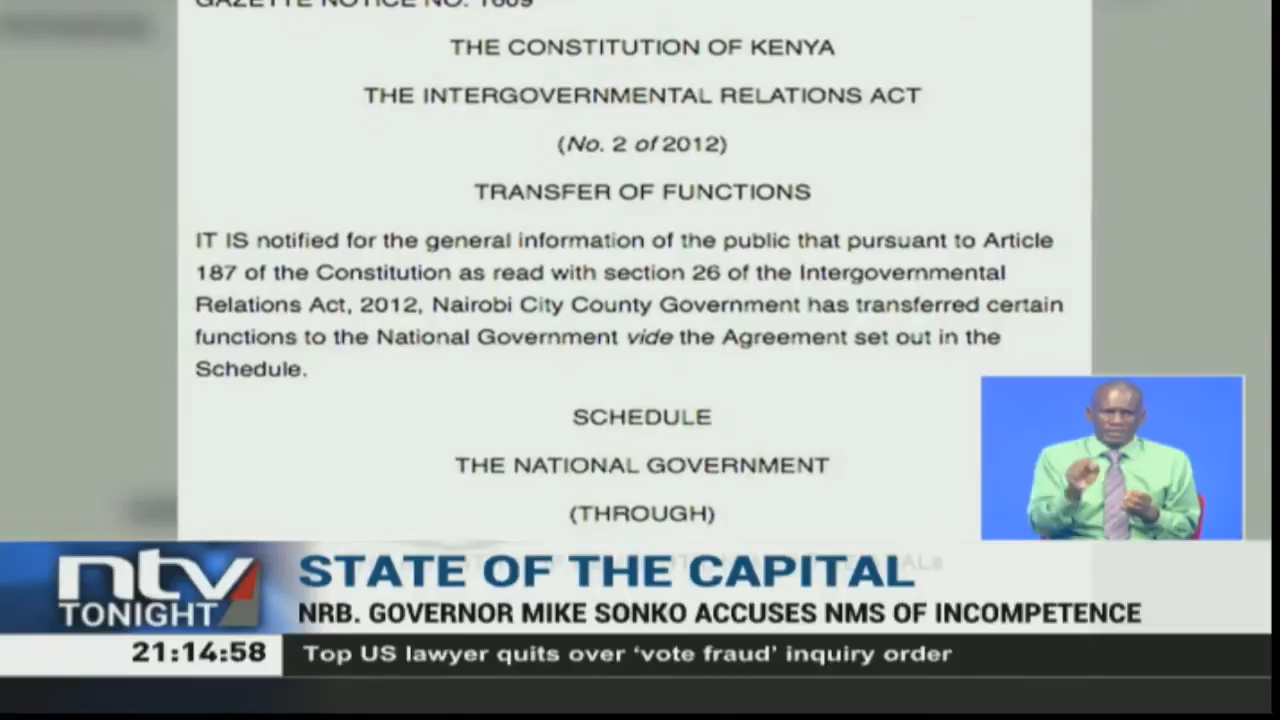 GAZETTE NOTICE NO. 1609
THE CONSTITUTION OF KENYA
THE INTERGOVERNMENTAL RELATIONS ACT
(No. 2 of 2012)
TRANSFER OF FUNCTIONS
IT IS notified for the general information of the public that pursuant to Article
187 of the Constitution as read with section 26 of the Intergovernmental
Relations Act, 2012, Nairobi City County Government has transferred certain
functions to the National Government vide the Agreement set out in the
Schedule.
SCHEDULE
THE NATIONAL GOVERNMENT
(THROUGH)
ntv
TONIGHT
STATE OF THE CAPITAL
NRB. GOVERNOR MIKE SONKO ACCUSES NMS OF INCOMPETENCE
21:14:58
Top US lawyer quits over ‘vote fraud’ inquiry order